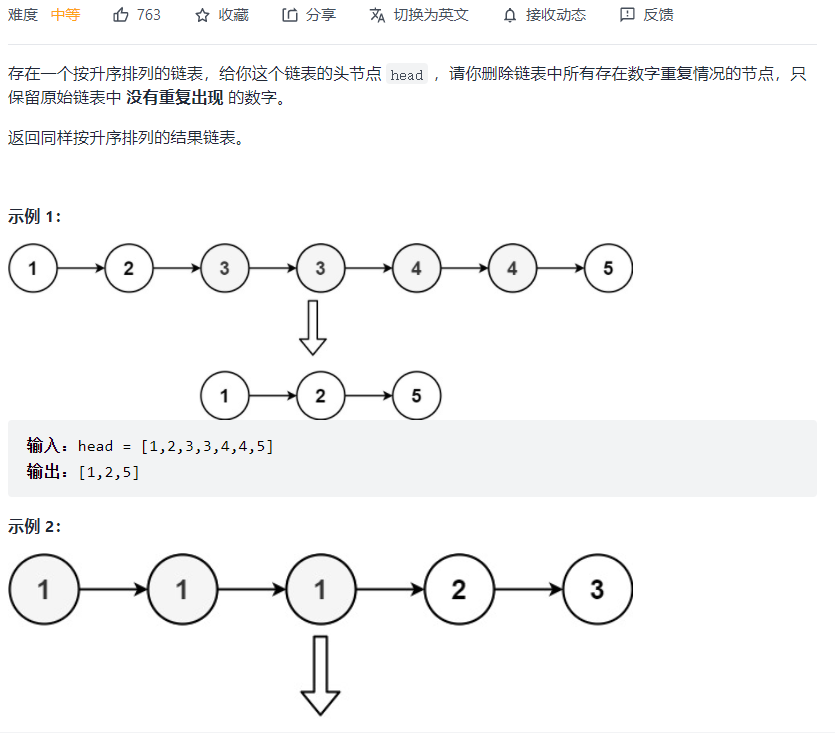 难度 中等 763 收藏 分享 切换为英文 接收动态 反馈
存在一个按升序排列的链表，给你这个链表的头节点 head ，请你删除链表中所有存在数字重复情况的节点，只
保留原始链表中 没有重复出现 的数字。
返回同样按升序排列的结果链表。
示例 1：
1 2 3 3 4 4 5
1 2 5
输入：head = [1,2,3,3,4,4,5]
输出：[1,2,5]
示例 2：
1 1 1 2 3